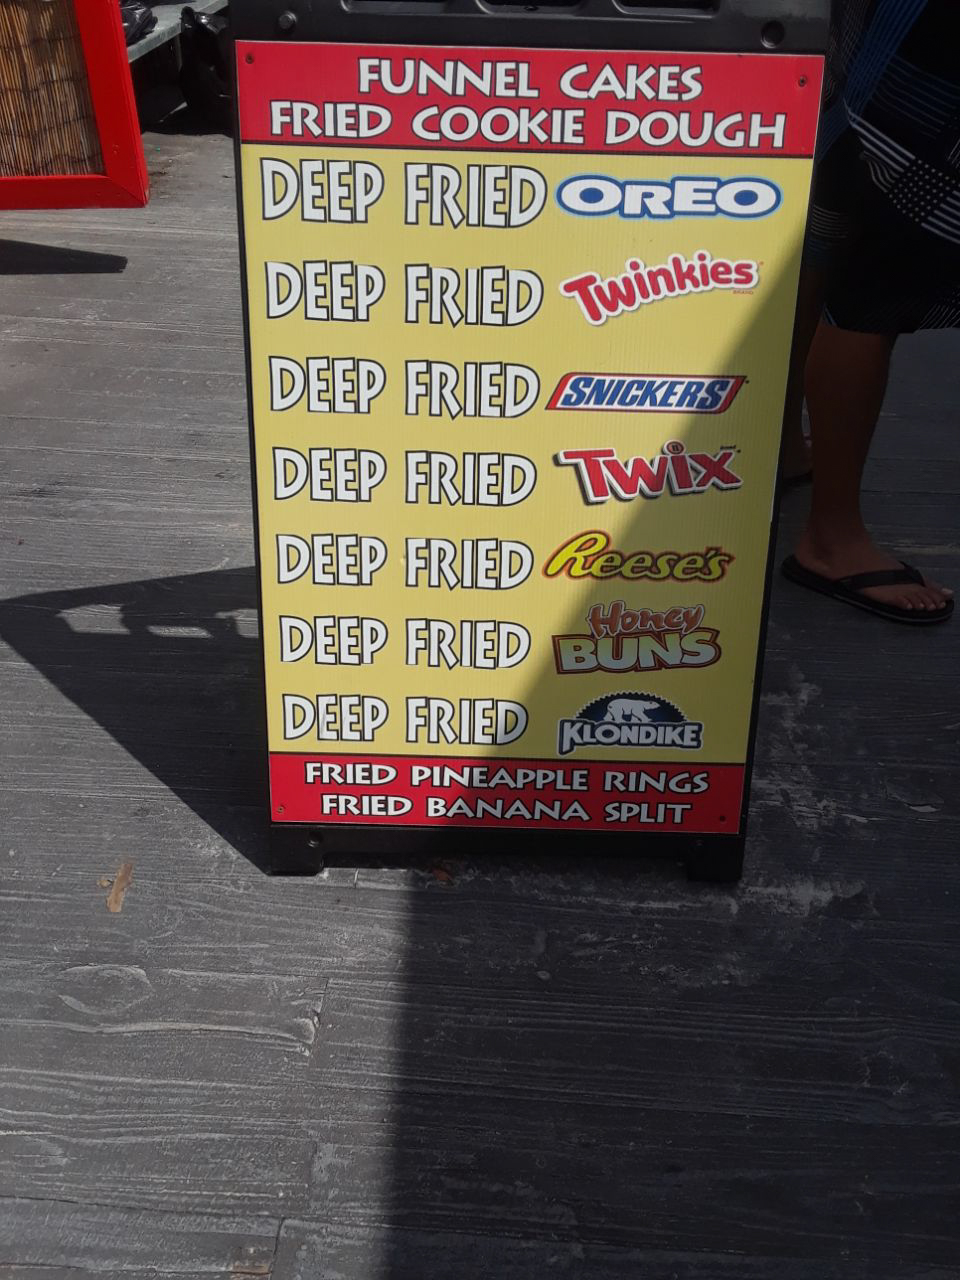 FUNNEL CAKES
FRIED COOKIE DOUGH
DEEP FRIED OREO
DEEP FRIED Twinkies
DEEP FRIED SNICKERS
DEEP FRIED TWIX
DEEP FRIED Reese's
DEEP FRIED Honey BUNS
DEEP FRIED KLONDIKE
FRIED PINEAPPLE RINGS
FRIED BANANA SPLIT